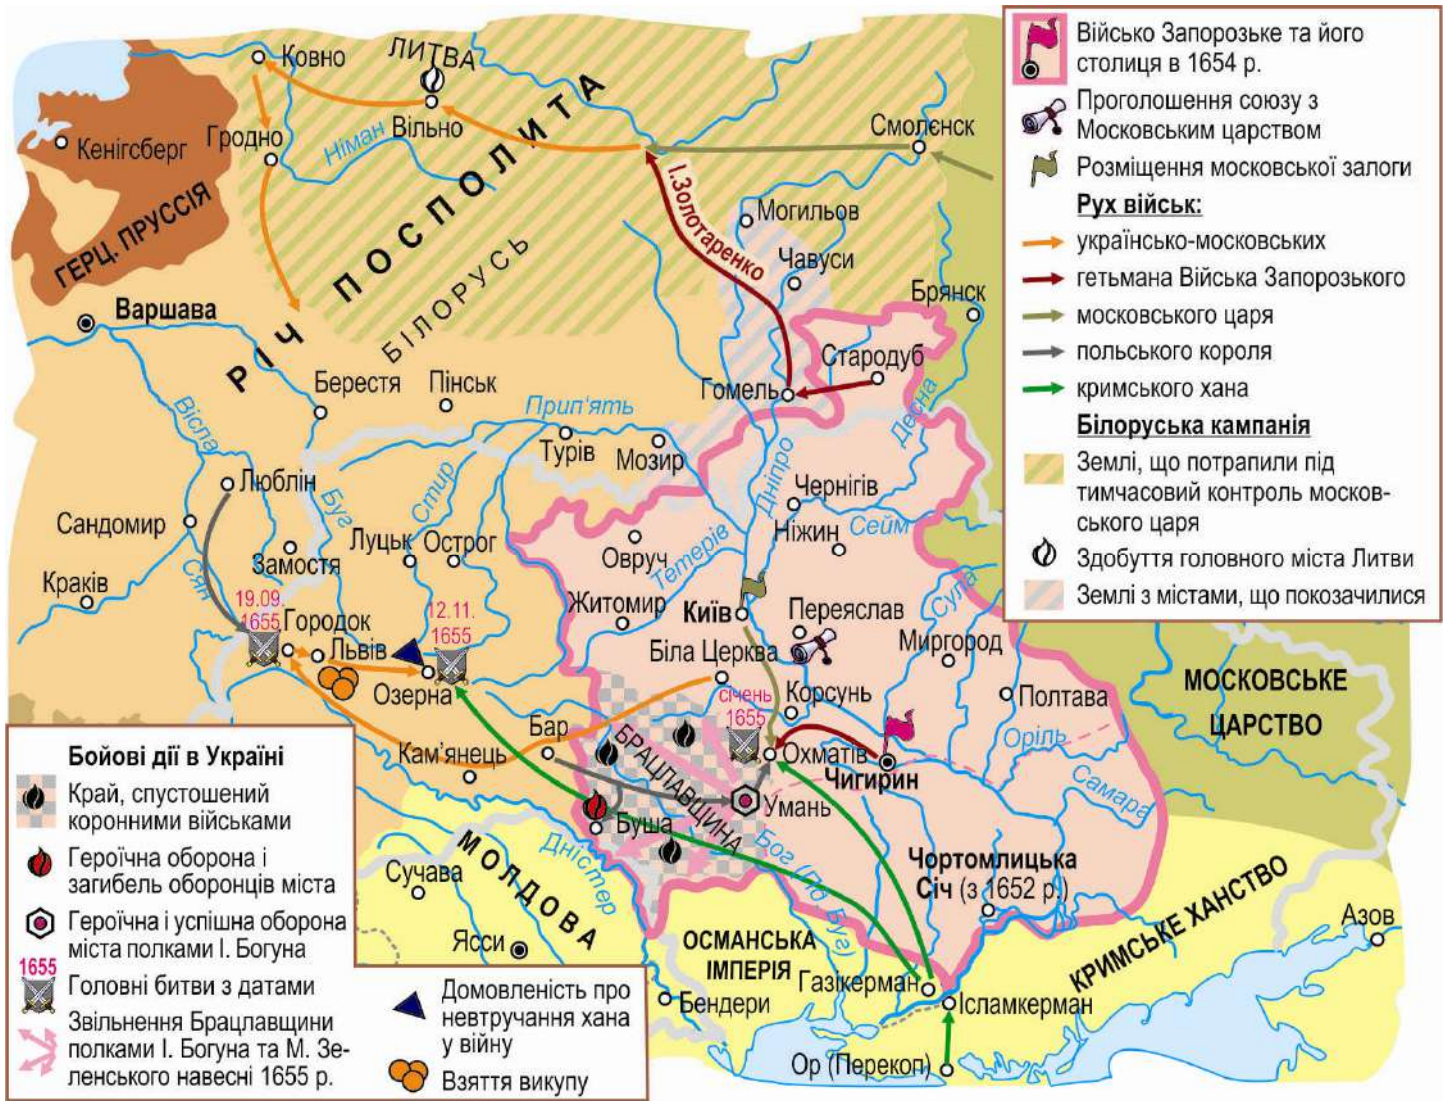 Військо Запорозьке та його
столиця в 1654 р.
Проголошення союзу з
Московським царством
Розміщення московської залоги
Рух військ:
українсько-московських
гетьмана Війська Запорозького
московського царя
польського короля
кримського хана
Білоруська кампанія
Землі, що потрапили під
тимчасовий контроль москов-
ського царя
Здобуття головного міста Литви
Землі з містами, що покозачилися
Ковно
ЛИТВА
Вільно
Кенігсберг
Гродно
Німан
Смолєнск
ГЕРЦ. ПРУССІЯ
РІЧ ПОСПОЛИТА
БІЛОРУСЬ
І.Золотаренко
Могильов
Чавуси
Брянск
Варшава
Стародуб
Гомель
Десна
Берестя
Пінськ
Прип'ять
Вісла
Турів
Мозир
Дніпро
Люблін
Буг
Стир
Чернігів
Сейм
Ніжин
Сандомир
Замостя
Луцьк
Острог
Овруч
Тетерів
Краків
Сян
19.09.
1655
Городок
Львів
12.11.
1655
Озерна
Житомир
Київ
Переяслав
Сула
Миргород
Біла Церква
Корсунь
Полтава
МОСКОВСЬКЕ
ЦАРСТВО
січень
1655
Бар
Кам'янець
БРАЦЛАВЩИНА
Охматів
Чигирин
Оріль
Самара
Умань
Буша
Дністер
Бог (Пд. Буг)
Чортомлицька
Січ (з 1652 р.)
Сучава
МОЛДОВА
Ясси
ОСМАНСЬКА
ІМПЕРІЯ
КРИМСЬКЕ ХАНСТВО
Азов
Бендери
Газікерман
Ісламкерман
Ор (Перекоп)
Бойові дії в Україні
Край, спустошений
коронними військами
Героїчна оборона і
загибель оборонців міста
Героїчна і успішна оборона
міста полками І. Богуна
1655
Головні битви з датами
Звільнення Брацлавщини
полками І. Богуна та М. Зе-
ленського навесні 1655 р.
Домовленість про
невтручання хана
у війну
Взяття викупу